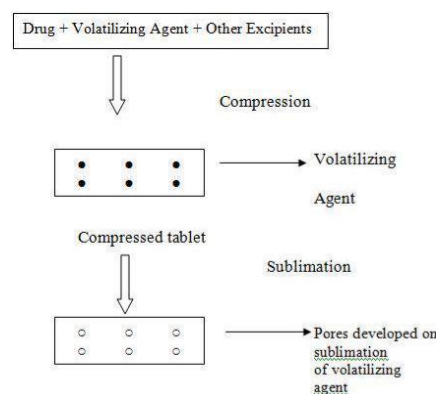 Drug + Volatilizing Agent + Other Excipients
Compression
Volatilizing
Agent
Compressed tablet
Sublimation
Pores developed on
sublimation
of volatilizing
agent